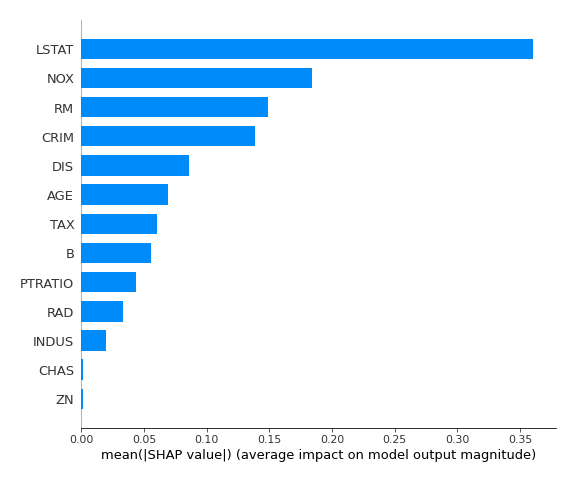 LSTAT
NOX
RM
CRIM
DIS
AGE
TAX
B
PTRATIO
RAD
INDUS
CHAS
ZN
0.00 0.05 0.10 0.15 0.20 0.25 0.30 0.35
mean(|SHAP value|) (average impact on model output magnitude)